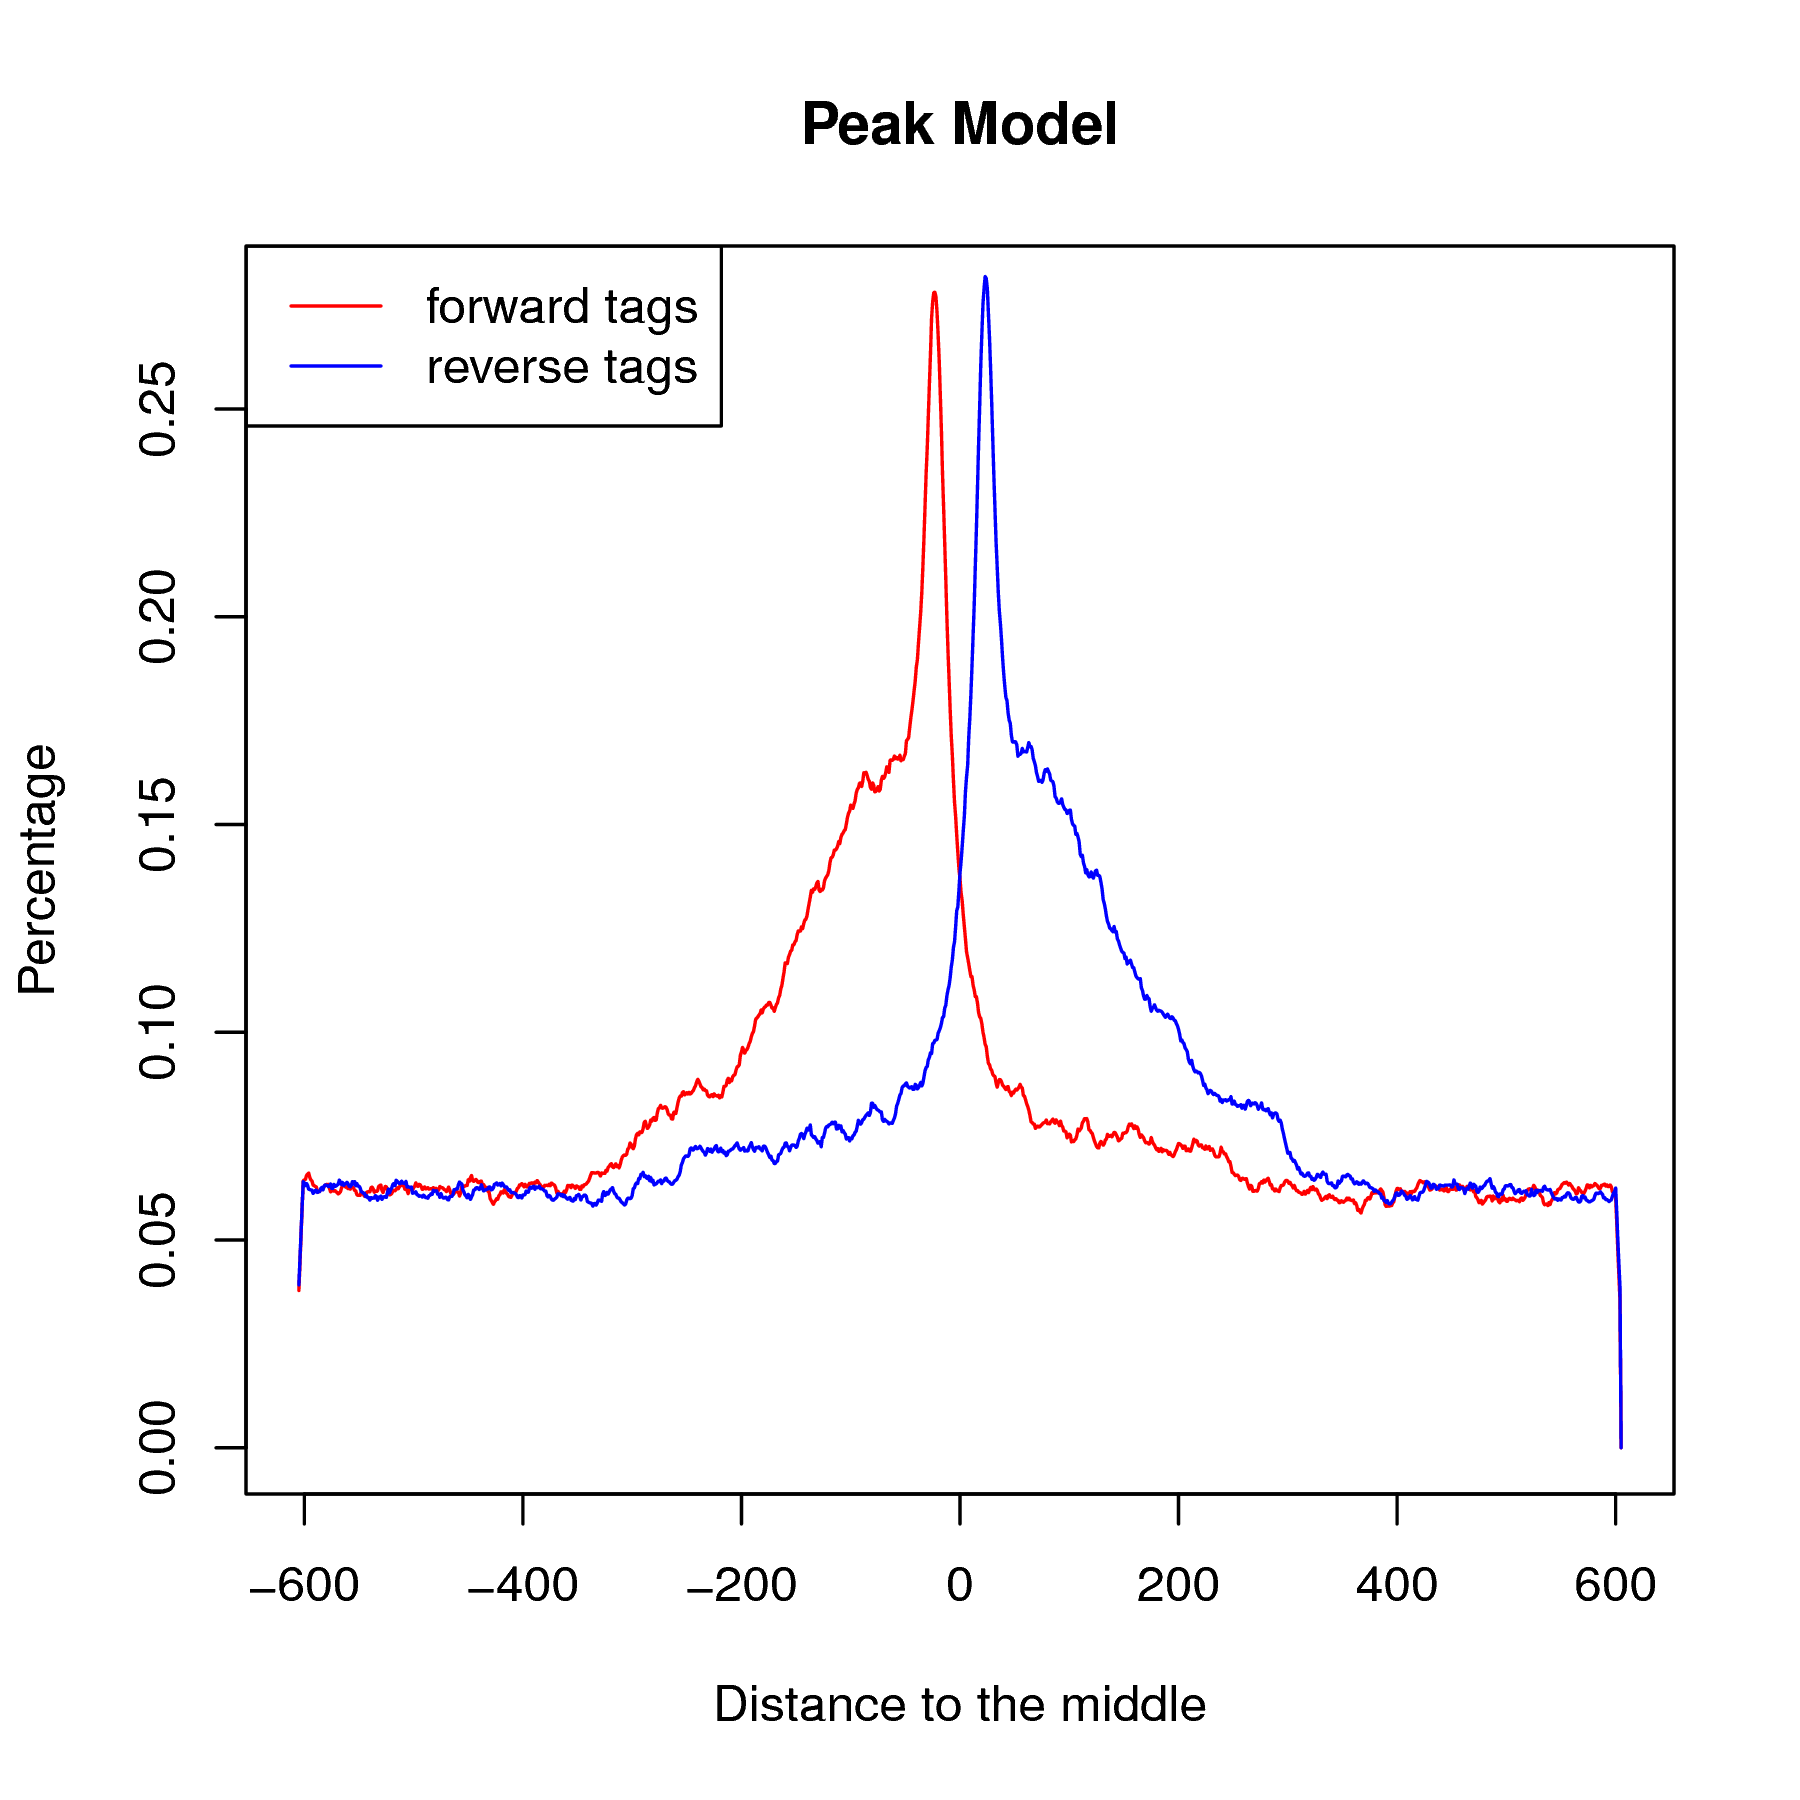 Peak Model
forward tags
reverse tags
Percentage
0.25
0.20
0.15
0.10
0.05
0.00
−600 −400 −200 0 200 400 600
Distance to the middle